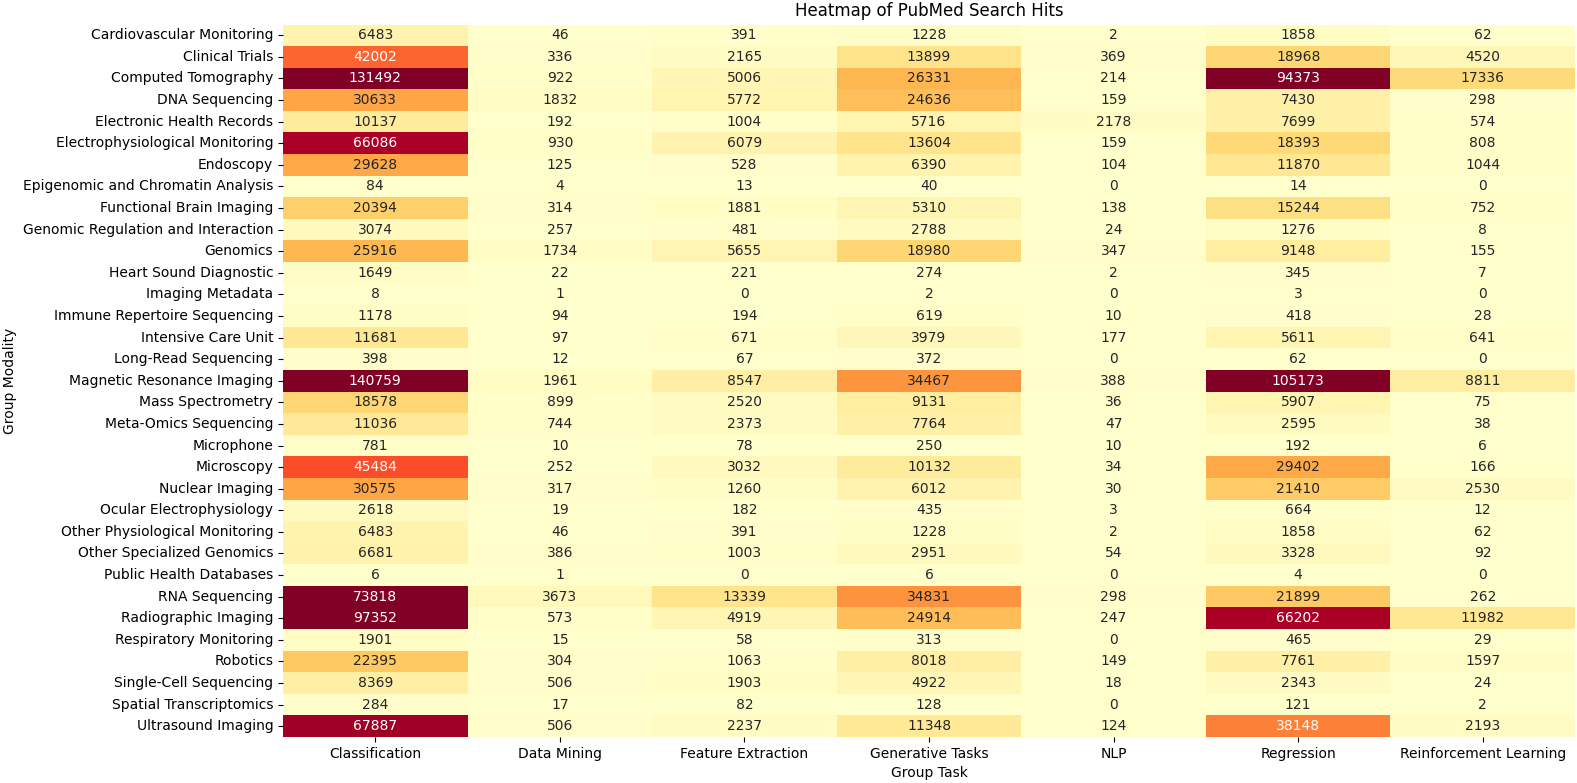 Heatmap of PubMed Search Hits
Group Modality
Cardiovascular Monitoring 6483 46 391 1228 2 1858 62
Clinical Trials 42002 336 2165 13899 369 18968 4520
Computed Tomography 131492 922 5006 26331 214 94373 17336
DNA Sequencing 30633 1832 5772 24636 159 7430 298
Electronic Health Records 10137 192 1004 5716 2178 7699 574
Electrophysiological Monitoring 66086 930 6079 13604 159 18393 808
Endoscopy 29628 125 528 6390 104 11870 1044
Epigenomic and Chromatin Analysis 84 4 13 40 0 14 0
Functional Brain Imaging 20394 314 1881 5310 138 15244 752
Genomic Regulation and Interaction 3074 257 481 2788 24 1276 8
Genomics 25916 1734 5655 18980 347 9148 155
Heart Sound Diagnostic 1649 22 221 274 2 345 7
Imaging Metadata 8 1 0 2 0 3 0
Immune Repertoire Sequencing 1178 94 194 619 10 418 28
Intensive Care Unit 11681 97 671 3979 177 5611 641
Long-Read Sequencing 398 12 67 372 0 62 0
Magnetic Resonance Imaging 140759 1961 8547 34467 388 105173 8811
Mass Spectrometry 18578 899 2520 9131 36 5907 75
Meta-Omics Sequencing 11036 744 2373 7764 47 2595 38
Microphone 781 10 78 250 10 192 6
Microscopy 45484 252 3032 10132 34 29402 166
Nuclear Imaging 30575 317 1260 6012 30 21410 2530
Ocular Electrophysiology 2618 19 182 435 3 664 12
Other Physiological Monitoring 6483 46 391 1228 2 1858 62
Other Specialized Genomics 6681 386 1003 2951 54 3328 92
Public Health Databases 6 1 0 6 0 4 0
RNA Sequencing 73818 3673 13339 34831 298 21899 262
Radiographic Imaging 97352 573 4919 24914 247 66202 11982
Respiratory Monitoring 1901 15 58 313 0 465 29
Robotics 22395 304 1063 8018 149 7761 1597
Single-Cell Sequencing 8369 506 1903 4922 18 2343 24
Spatial Transcriptomics 284 17 82 128 0 121 2
Ultrasound Imaging 67887 506 2237 11348 124 38148 2193
Classification Data Mining Feature Extraction Generative Tasks NLP Regression Reinforcement Learning
Group Task